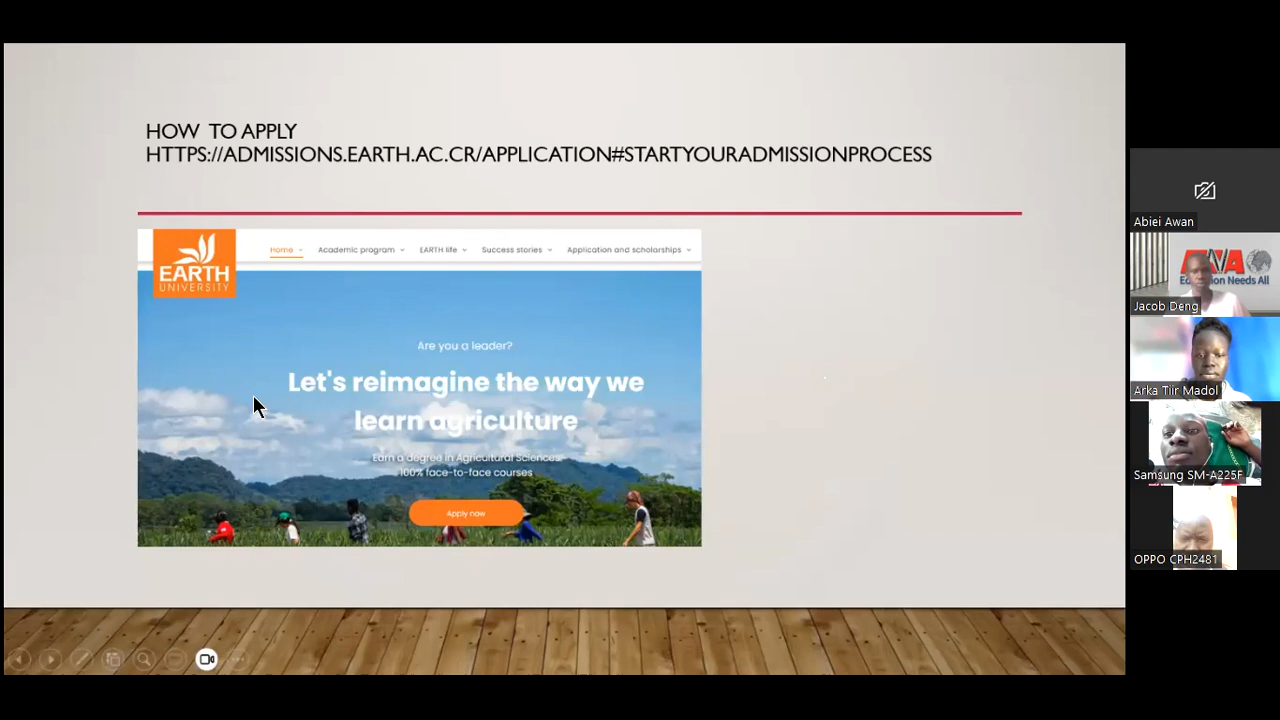 HOW TO APPLY
HTTPS://ADMISSIONS.EARTH.AC.CR/APPLICATION#STARTYOURADMISSIONPROCESS
EARTH
UNIVERSITY
Home
Academic program
EARTH life
Success stories
Application and scholarships
Are you a leader?
Let's reimagine the way we
learn agriculture
Earn a degree in Agricultural Sciences
100% face-to-face courses
Apply now
Abiei Awan
Jacob Deng
Arka Tiir Madol
Samsung SM-A225F
OPPO CPH2481
Needs All